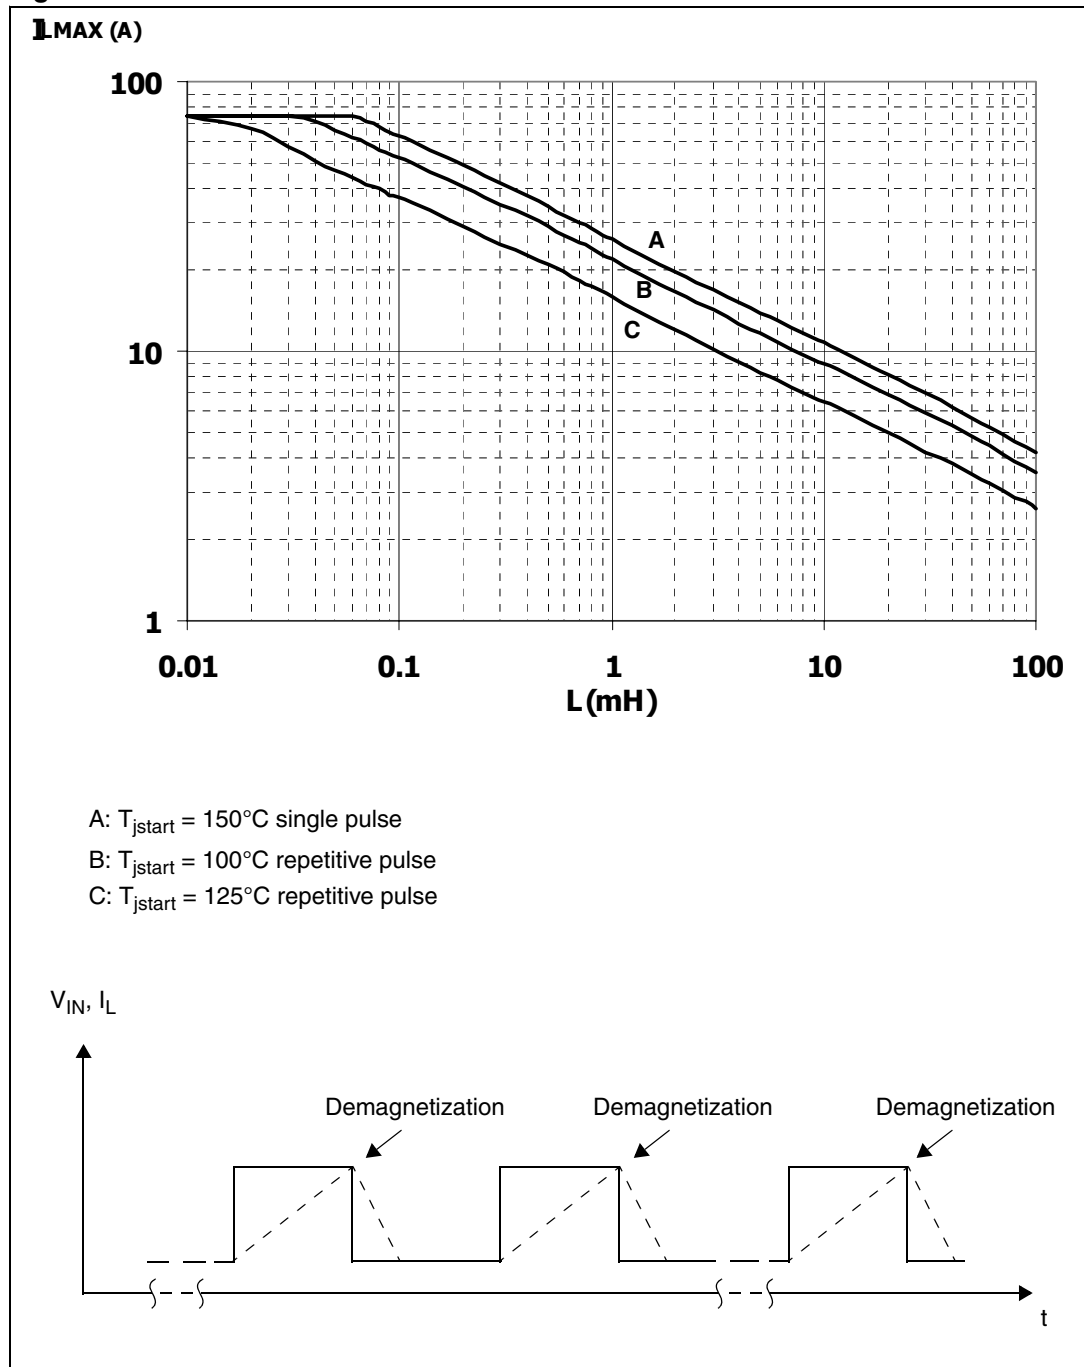 ILMAX (A)
100
10
1
A
B
C
0.01 0.1 1 10 100
L(mH)
A: Tjstart = 150°C single pulse
B: Tjstart = 100°C repetitive pulse
C: Tjstart = 125°C repetitive pulse
VIN, IL
Demagnetization Demagnetization Demagnetization
t